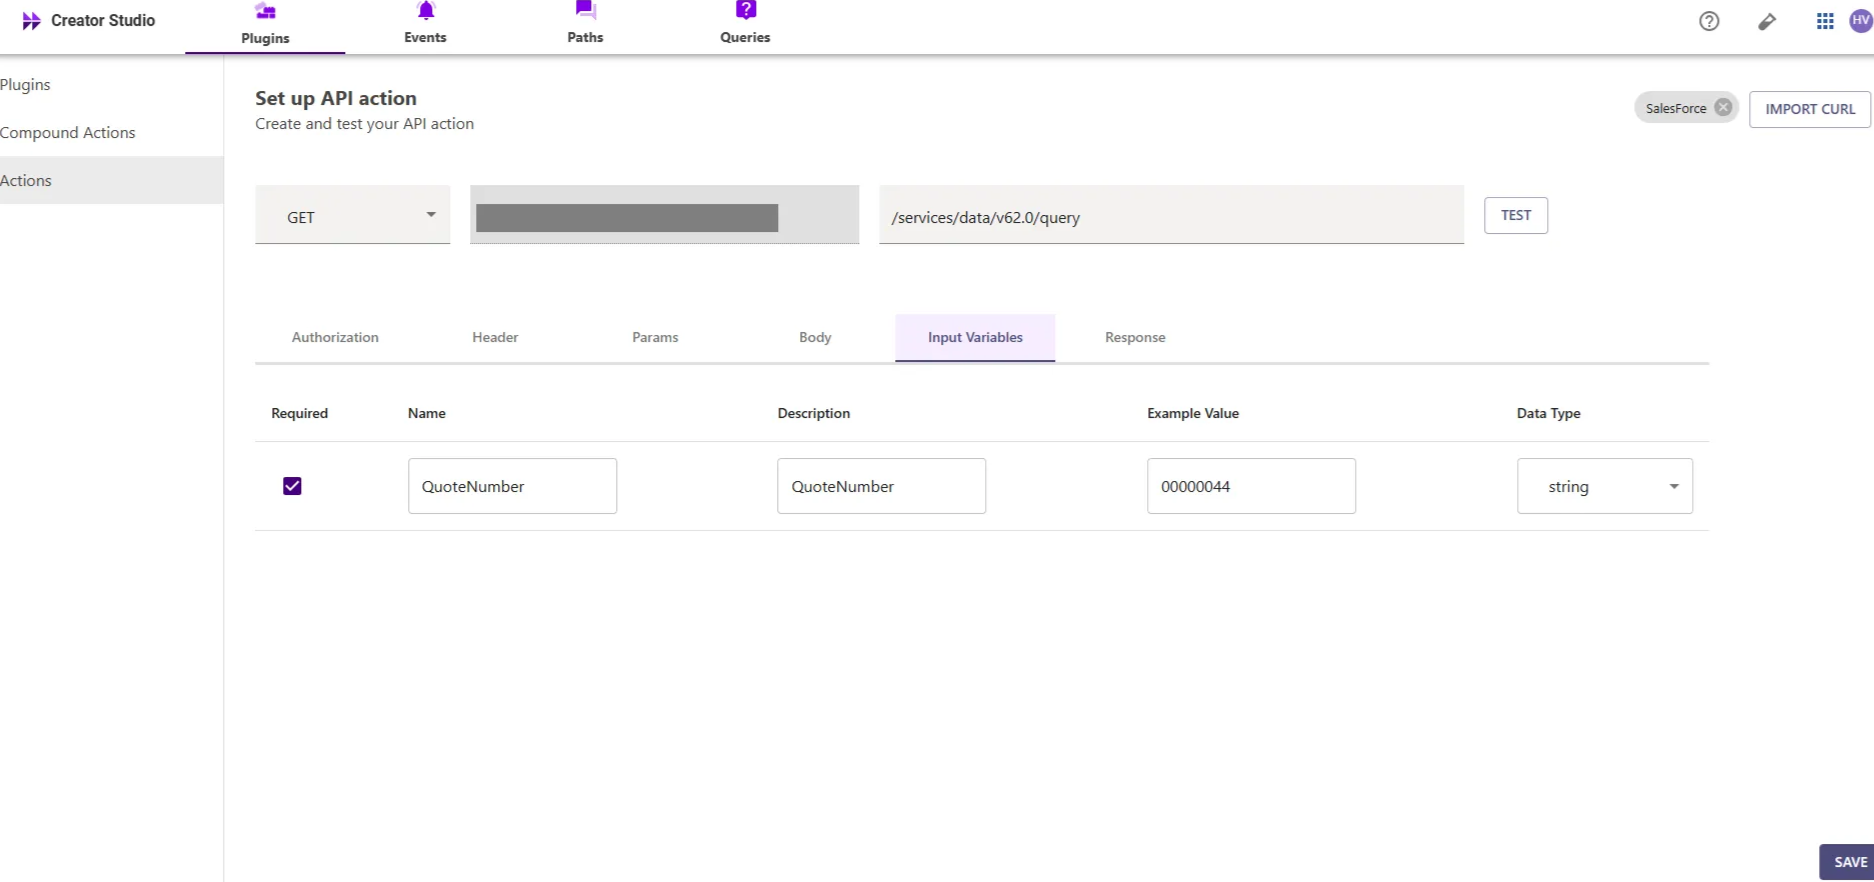 Creator Studio
Plugins
Events
Paths
Queries
?
HV
Plugins
Compound Actions
Actions
Set up API action
Create and test your API action
SalesForce
IMPORT CURL
GET
/services/data/v62.0/query
TEST
Authorization
Header
Params
Body
Input Variables
Response
Required
Name
Description
Example Value
Data Type
QuoteNumber
QuoteNumber
00000044
string
SAVE